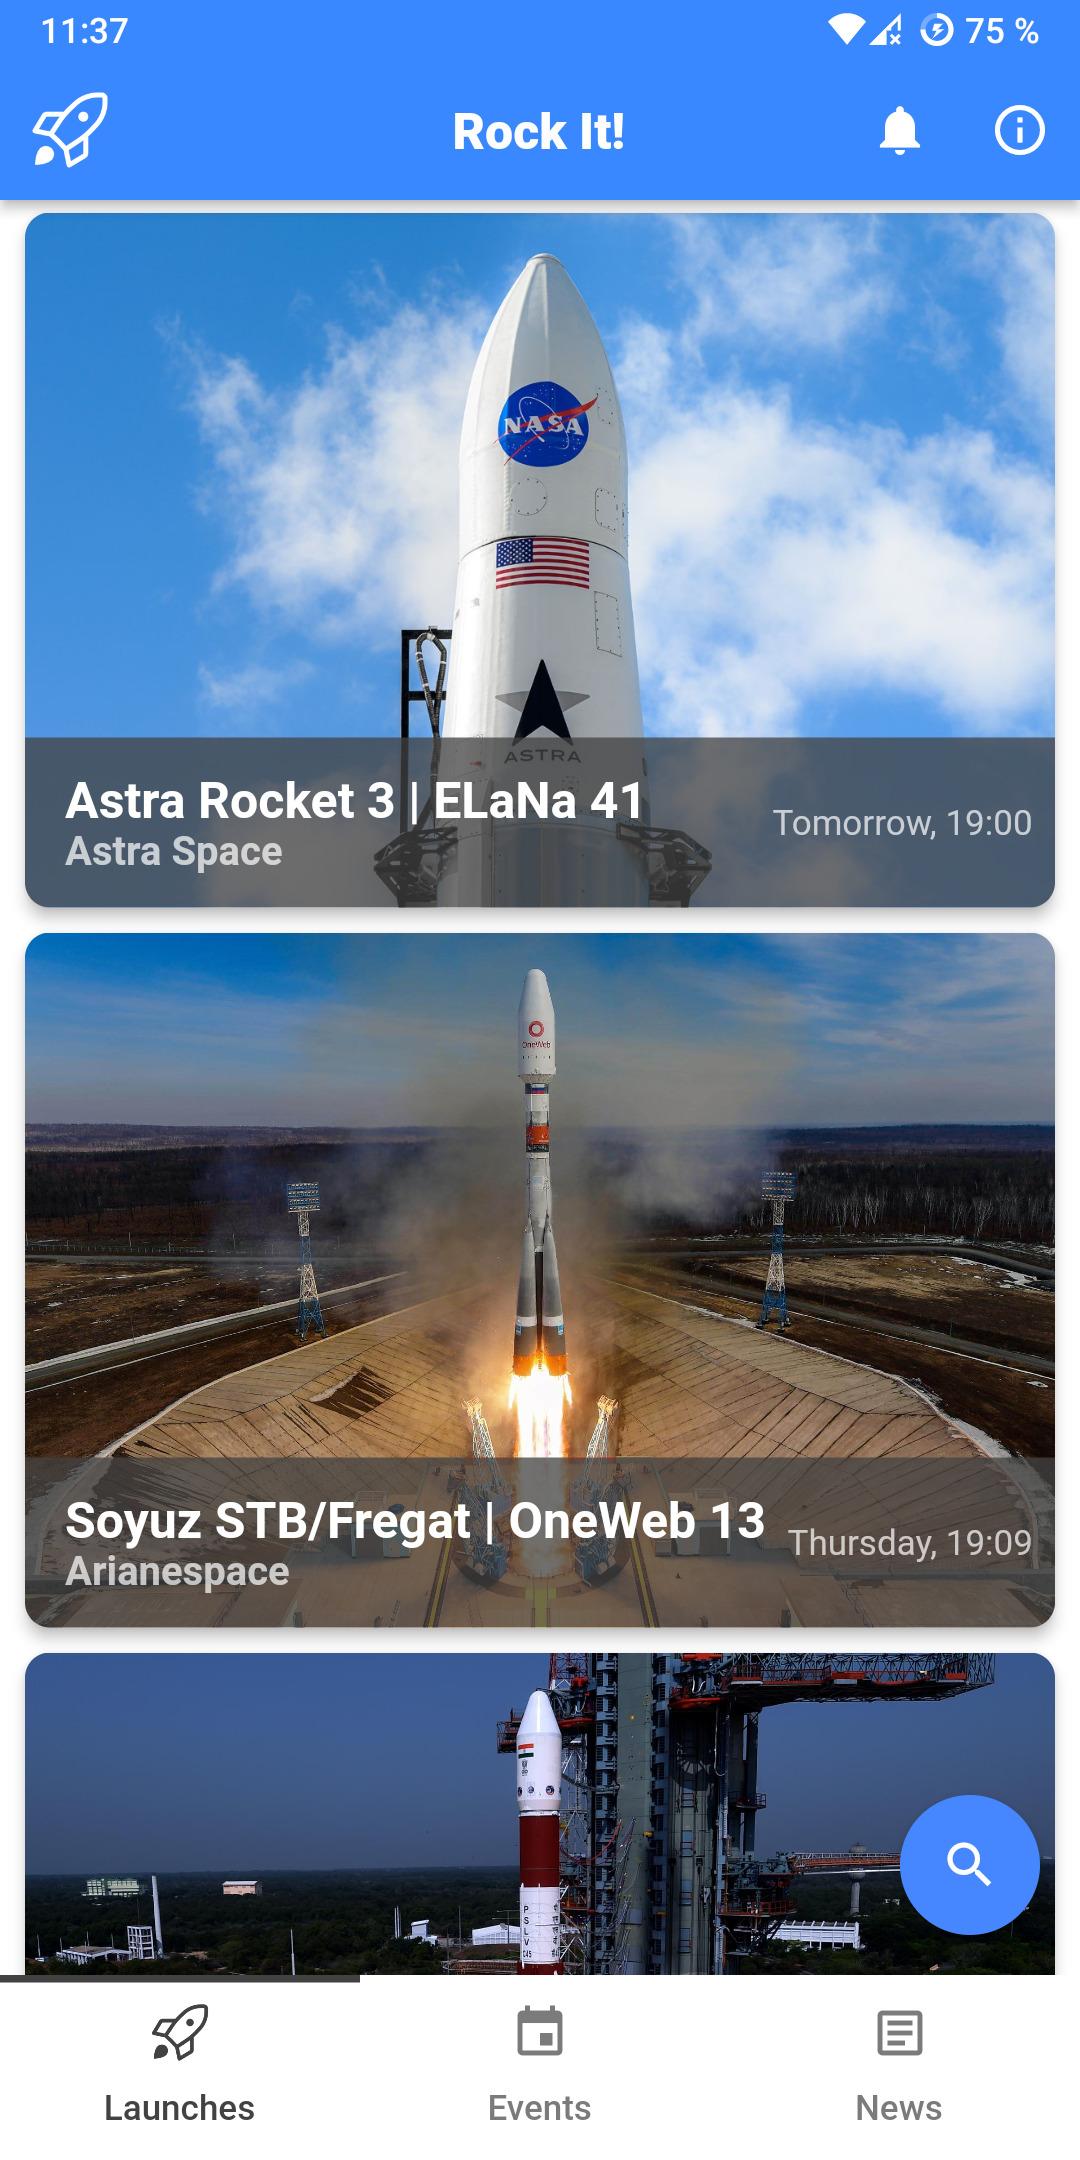 11:37
75 %
Rock It!
NASA
ASTRA
Astra Rocket 3 | ELaNa 41
Astra Space
Tomorrow, 19:00
OneWeb
Soyuz STB/Fregat | OneWeb 13
Arianespace
Thursday, 19:09
P
S
L
V
C45
Launches
Events
News